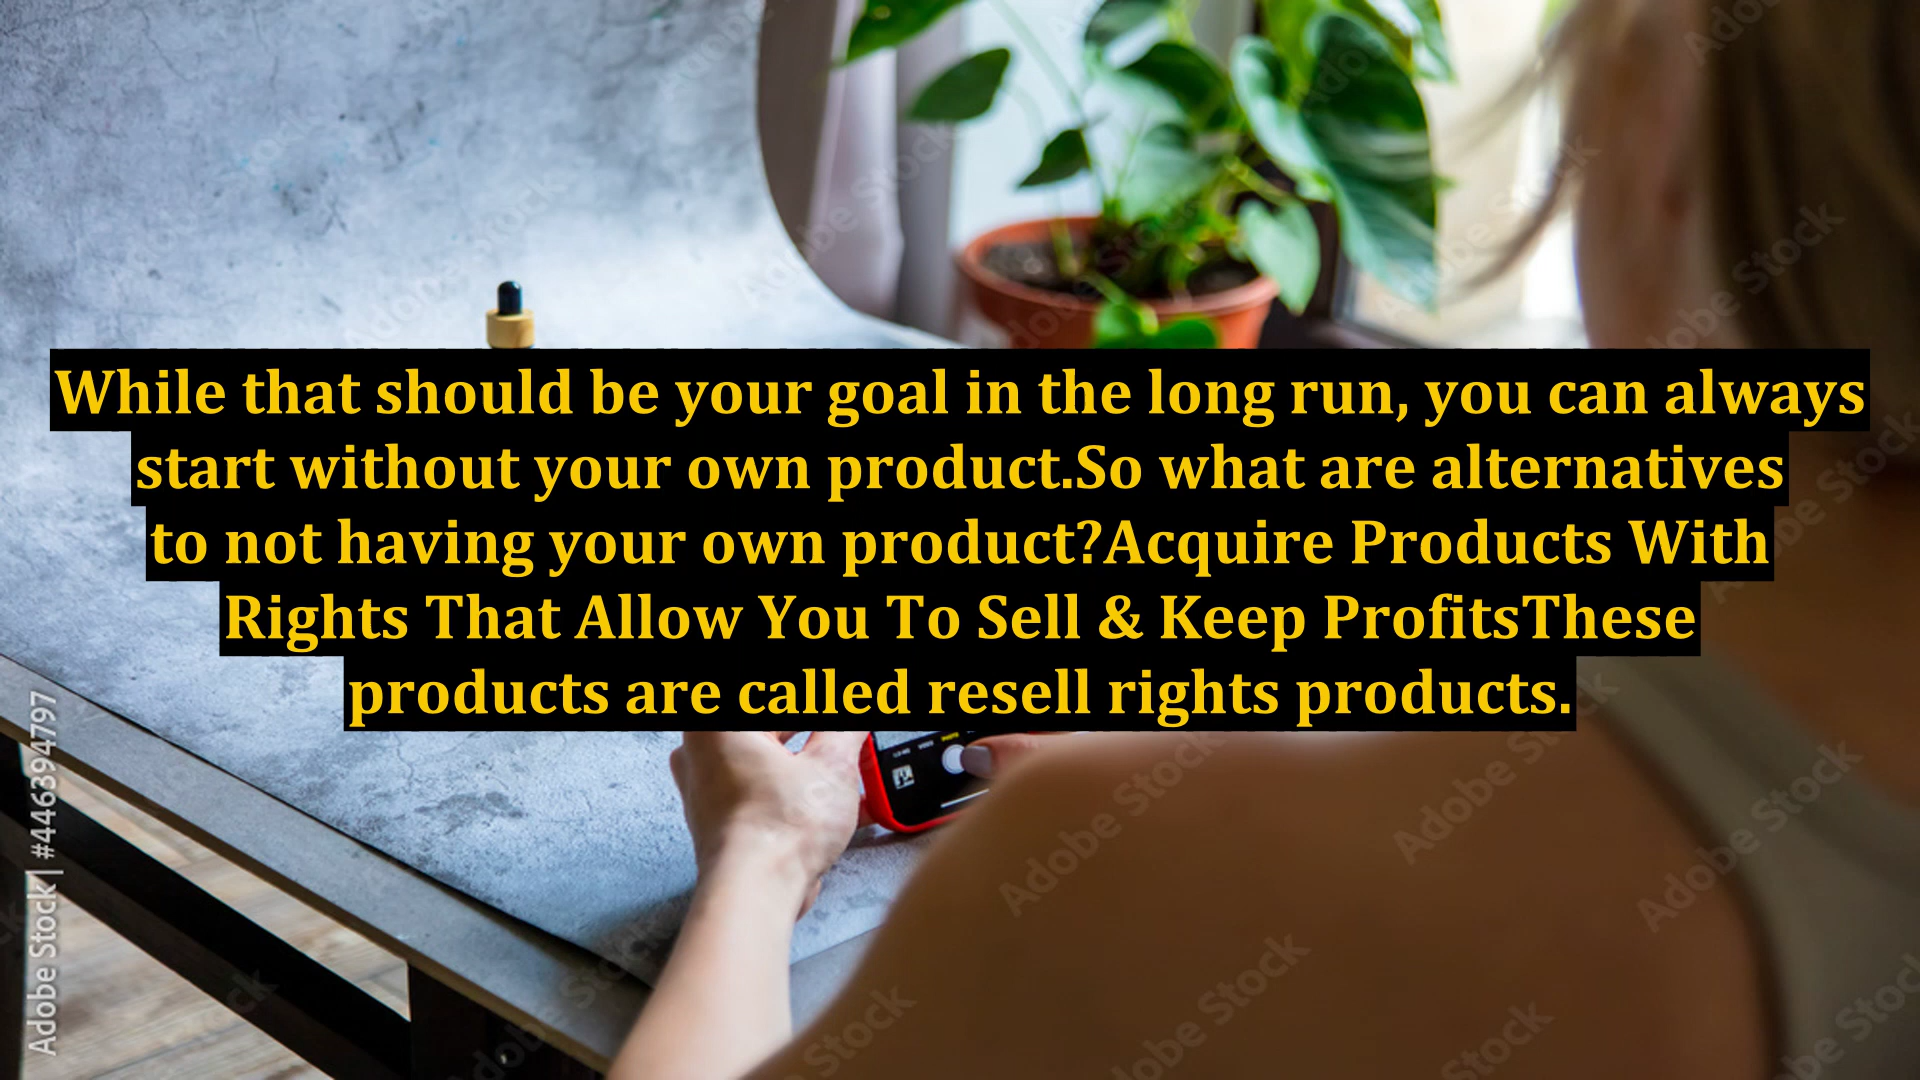 While that should be your goal in the long run, you can always
start without your own product.So what are alternatives
to not having your own product?Acquire Products With
Rights That Allow You To Sell & Keep ProfitsThese
products are called resell rights products.
Adobe Stock | #446394797